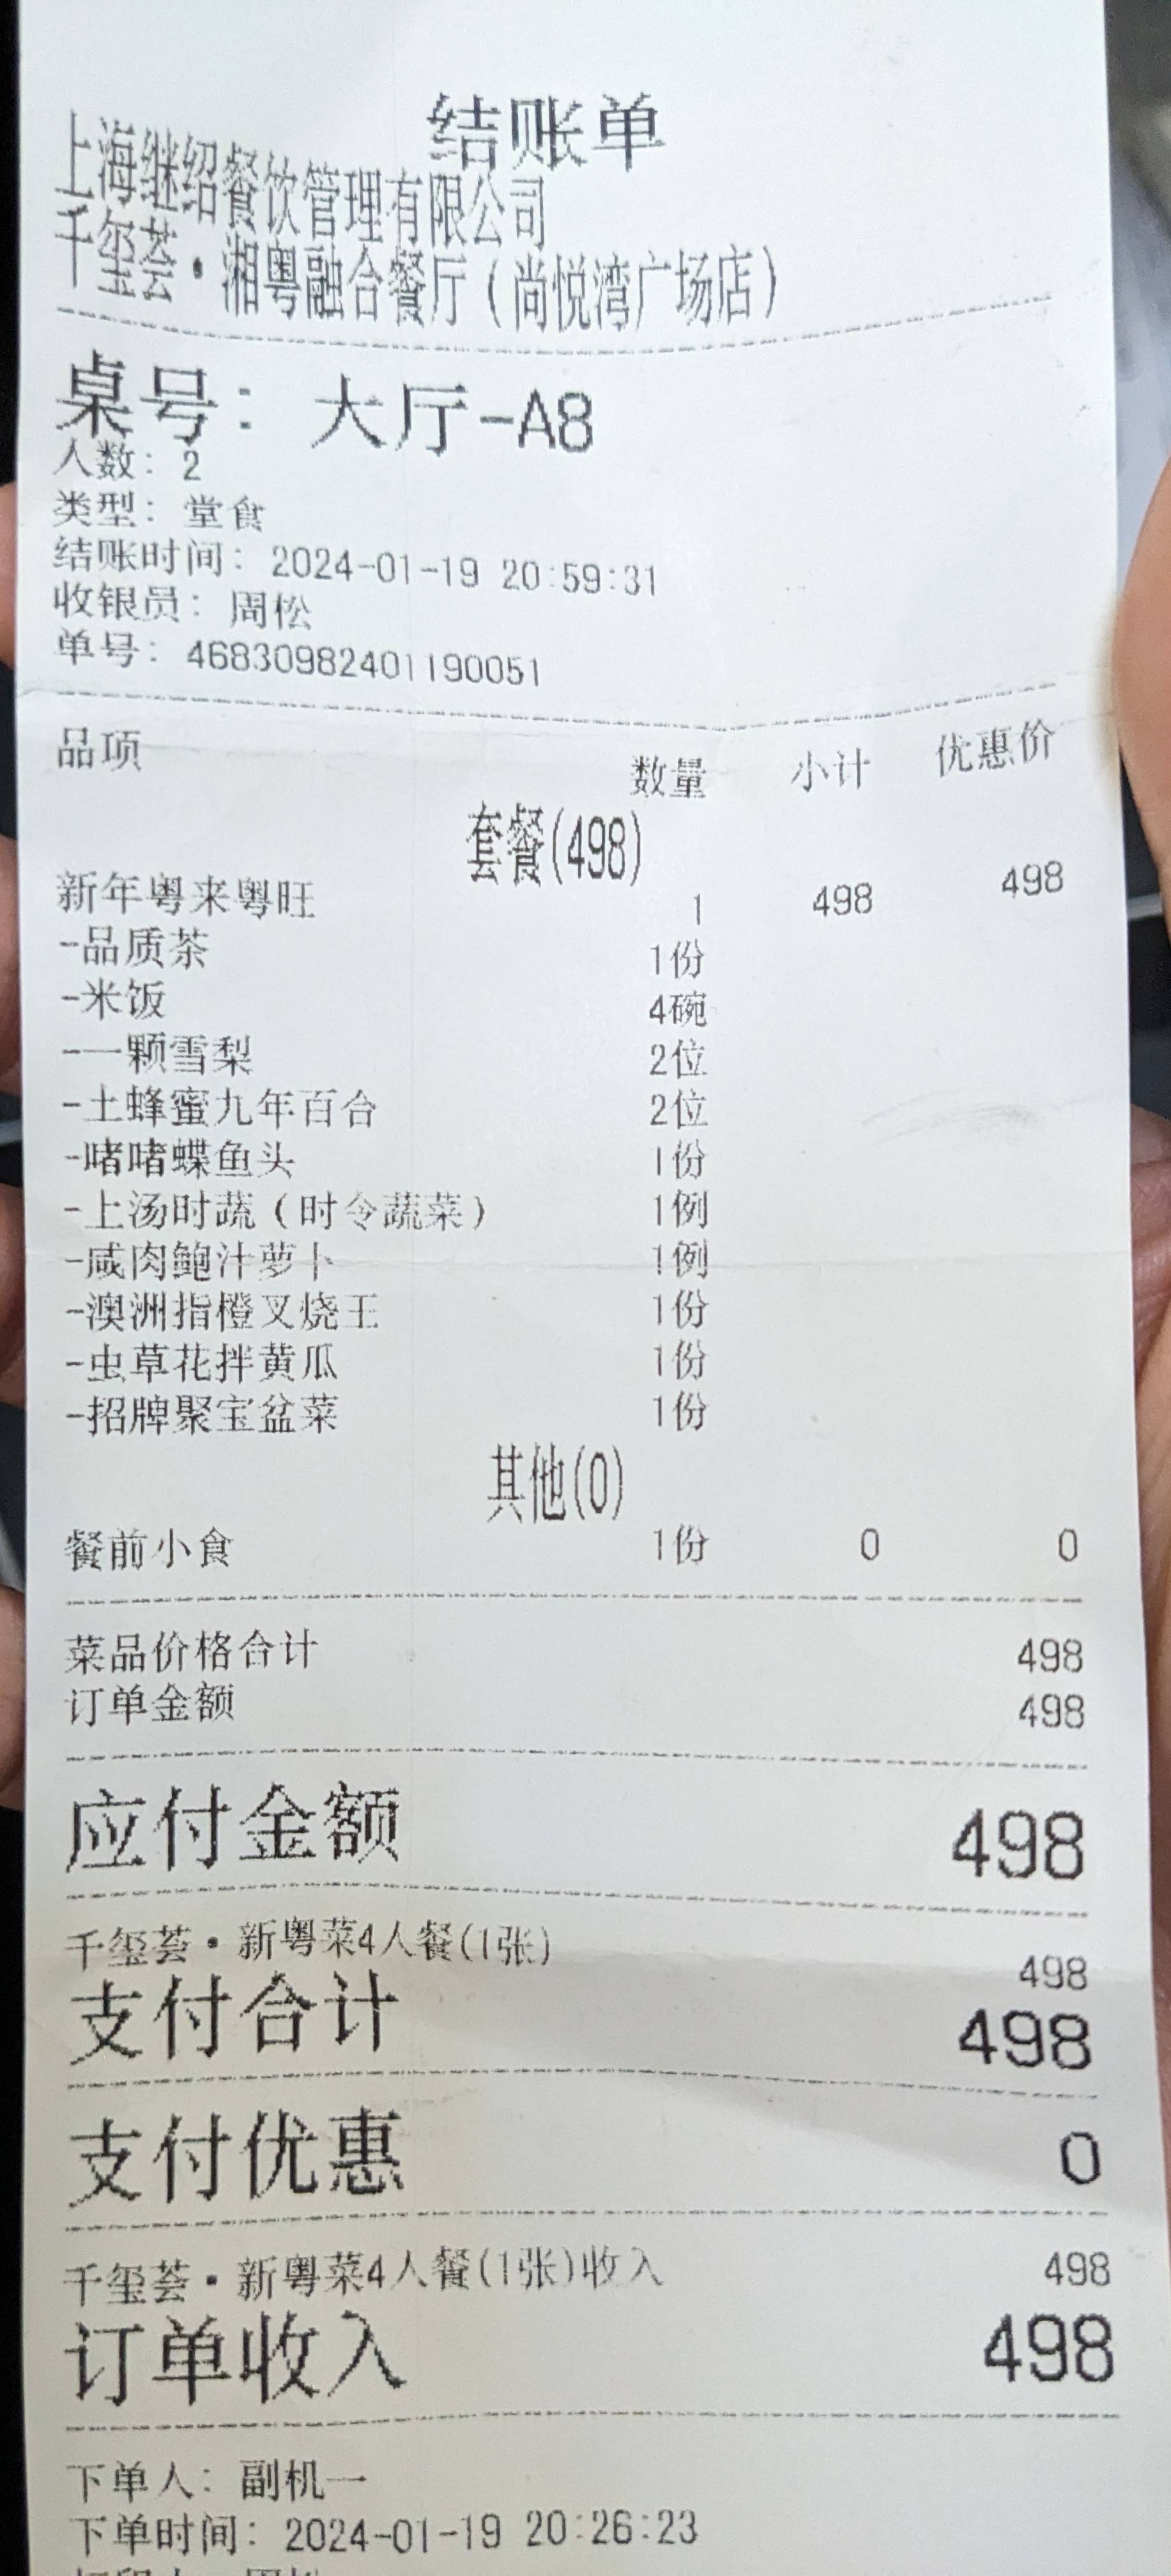 结账单
上海继绍餐饮管理有限公司
千玺荟·湘粤融合餐厅(尚悦湾广场店)
桌号: 大厅-A8
人数: 2
类型: 堂食
结账时间: 2024-01-19 20:59:31
收银员: 周松
单号: 468309822401190051
品项 数量 小计 优惠价
套餐(498)
新年粤来粤旺 1 498 498
-品质茶 1份
-米饭 4碗
-一颗雪梨 2位
-土蜂蜜九年百合 2位
-啫啫蝶鱼头 1份
-上汤时蔬(时令蔬菜) 1例
-咸肉鲍汁萝卜 1例
-澳洲指橙叉烧王 1份
-虫草花拌黄瓜 1份
-招牌聚宝盆菜 1份
其他(0)
餐前小食 1份 0 0
菜品价格合计 498
订单金额 498
应付金额 498
千玺荟·新粤菜4人餐(1张) 498
支付合计 498
支付优惠 0
千玺荟·新粤菜4人餐(1张)收入 498
订单收入 498
下单人: 副机一
下单时间: 2024-01-19 20:26:23